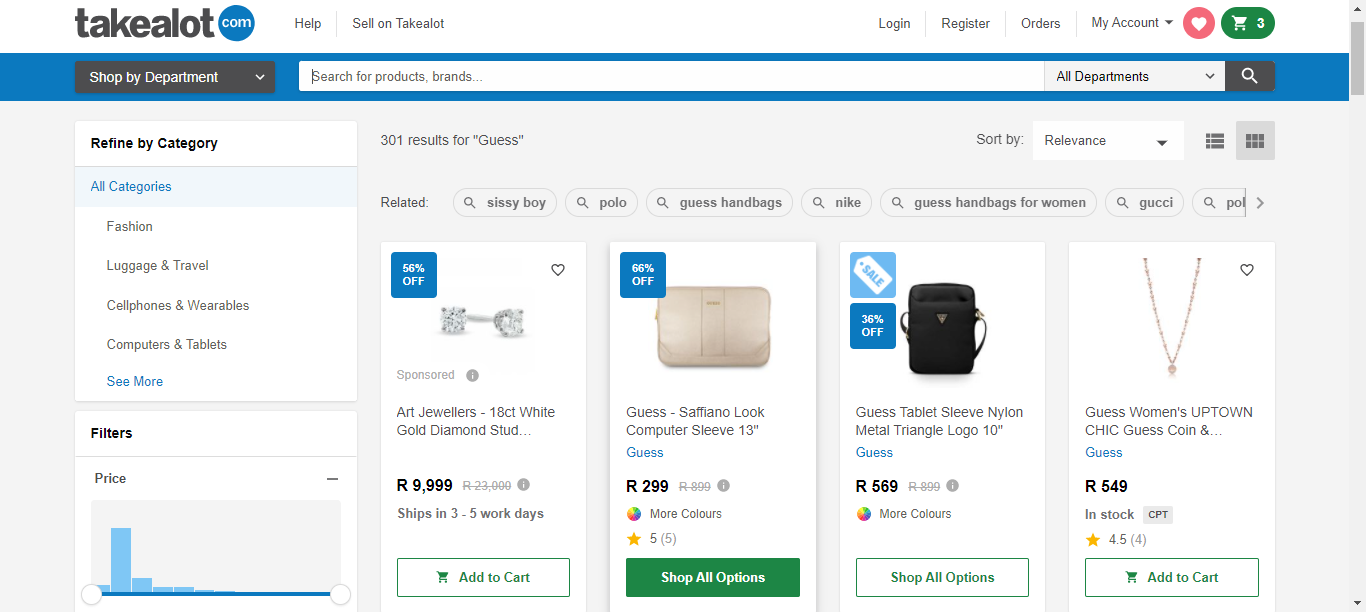 takealot com
Help
Sell on Takealot
Login
Register
Orders
My Account
3
Shop by Department
Search for products, brands...
All Departments
Refine by Category
All Categories
Fashion
Luggage & Travel
Cellphones & Wearables
Computers & Tablets
See More
Filters
Price
301 results for "Guess"
Sort by:
Relevance
Related:
sissy boy
polo
guess handbags
nike
guess handbags for women
gucci
pol
56%
OFF
Sponsored
Art Jewellers - 18ct White
Gold Diamond Stud...
R 9,999 R 23,000
Ships in 3 - 5 work days
Add to Cart
66%
OFF
Guess - Saffiano Look
Computer Sleeve 13"
Guess
R 299 R 899
More Colours
5 (5)
Shop All Options
SALE
36%
OFF
Guess Tablet Sleeve Nylon
Metal Triangle Logo 10"
Guess
R 569 R 899
More Colours
Shop All Options
Guess Women's UPTOWN
CHIC Guess Coin &...
Guess
R 549
In stock CPT
4.5 (4)
Add to Cart